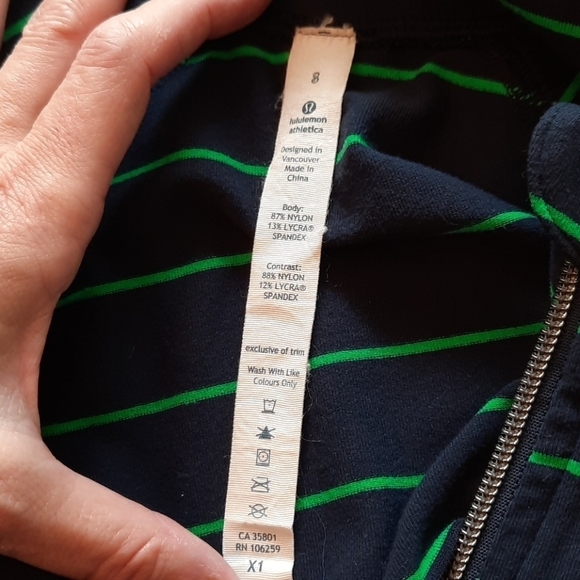 8
lululemon
athletica
Designed in
Vancouver
Made in
China
Body:
87% NYLON
13% LYCRA®
SPANDEX
Contrast:
88% NYLON
12% LYCRA®
SPANDEX
exclusive of trim
Wash With Like
Colours Only
CA 35801
RN 106259
X1